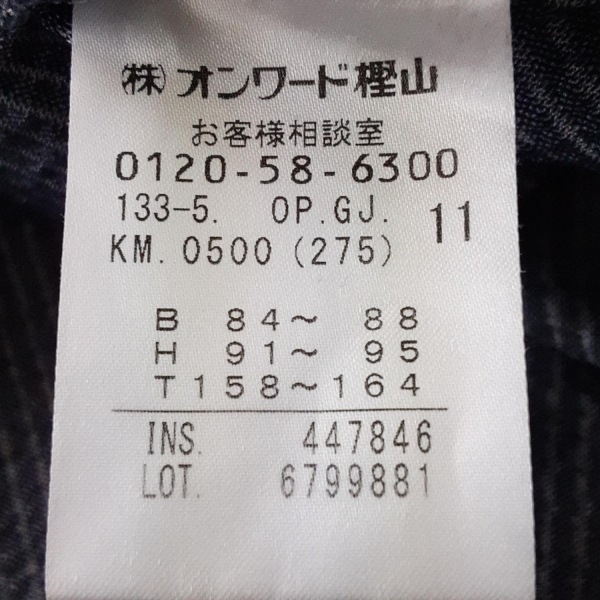 ㈱オンワード樫山
お客様相談室
0120-58-6300
133-5. OP.GJ. 11
KM.0500(275)
B 84～ 88
H 91～ 95
T158～164
INS. 447846
LOT. 6799881